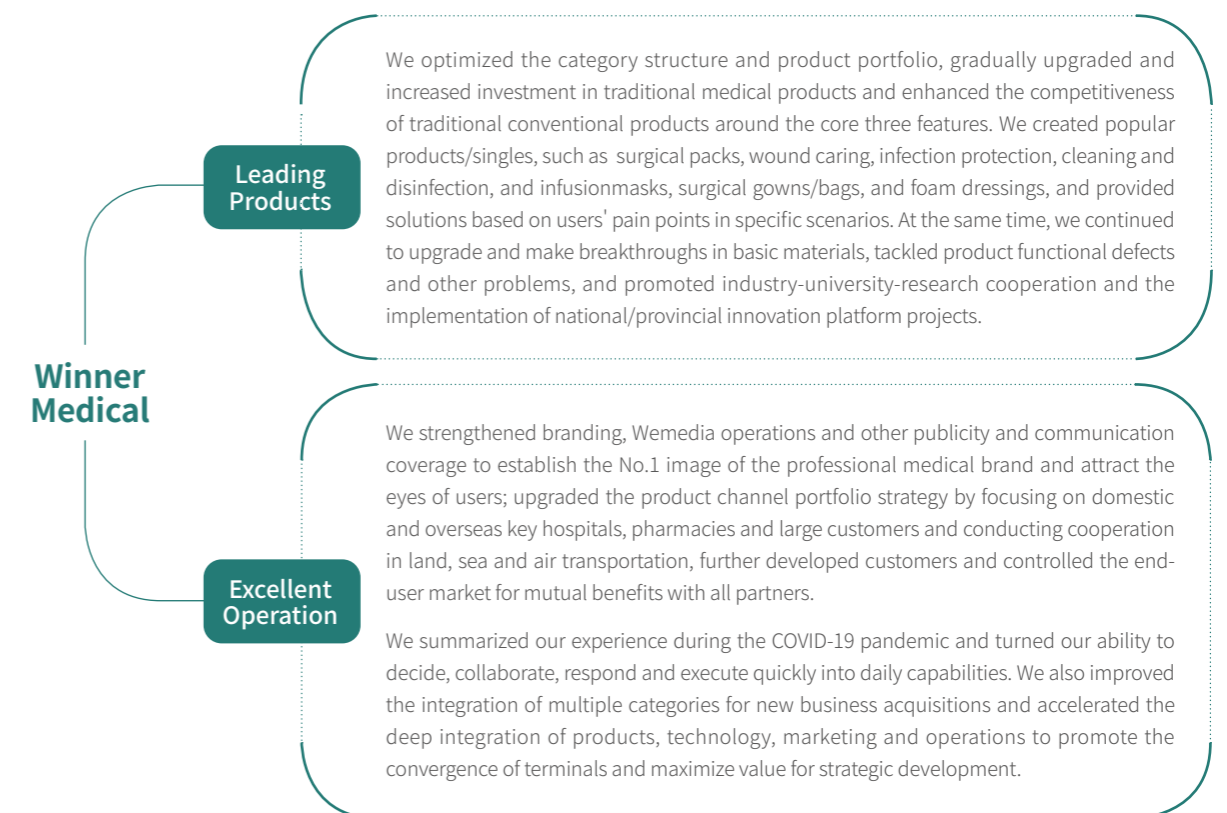 Winner
Medical
Leading
Products
We optimized the category structure and product portfolio, gradually upgraded and
increased investment in traditional medical products and enhanced the competitiveness
of traditional conventional products around the core three features. We created popular
products/singles, such as surgical packs, wound caring, infection protection, cleaning and
disinfection, and infusionmasks, surgical gowns/bags, and foam dressings, and provided
solutions based on users' pain points in specific scenarios. At the same time, we continued
to upgrade and make breakthroughs in basic materials, tackled product functional defects
and other problems, and promoted industry-university-research cooperation and the
implementation of national/provincial innovation platform projects.
Excellent
Operation
We strengthened branding, Wemedia operations and other publicity and communication
coverage to establish the No.1 image of the professional medical brand and attract the
eyes of users; upgraded the product channel portfolio strategy by focusing on domestic
and overseas key hospitals, pharmacies and large customers and conducting cooperation
in land, sea and air transportation, further developed customers and controlled the end-
user market for mutual benefits with all partners.
We summarized our experience during the COVID-19 pandemic and turned our ability to
decide, collaborate, respond and execute quickly into daily capabilities. We also improved
the integration of multiple categories for new business acquisitions and accelerated the
deep integration of products, technology, marketing and operations to promote the
convergence of terminals and maximize value for strategic development.